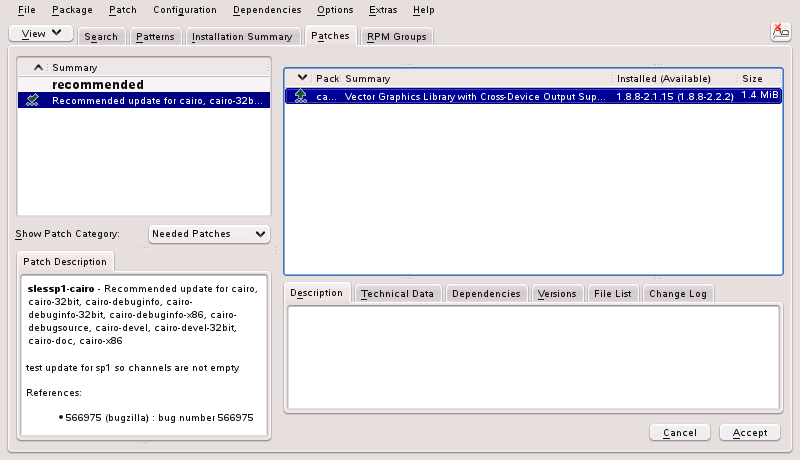 File Package Patch Configuration Dependencies Options Extras Help
View Search Patterns Installation Summary Patches RPM Groups
Summary
recommended
Recommended update for cairo, cairo-32b...
Show Patch Category: Needed Patches
Patch Description
slessp1-cairo - Recommended update for cairo,
cairo-32bit, cairo-debuginfo, cairo-
debuginfo-32bit, cairo-debuginfo-x86, cairo-
debugsource, cairo-devel, cairo-devel-32bit,
cairo-doc, cairo-x86
test update for sp1 so channels are not empty
References:
• 566975 (bugzilla) : bug number 566975
Pack Summary Installed (Available) Size
ca... Vector Graphics Library with Cross-Device Output Sup... 1.8.8-2.1.15 (1.8.8-2.2.2) 1.4 MiB
Description Technical Data Dependencies Versions File List Change Log
Cancel Accept